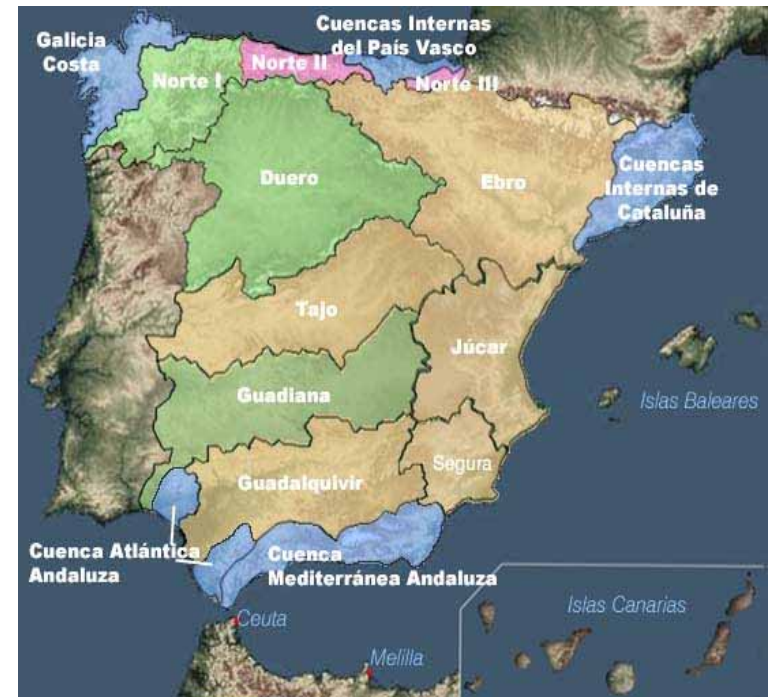 Galicia
Costa
Cuencas Internas
del País Vasco
Norte I
Norte II
Norte III
Duero
Ebro
Cuencas
Internas de
Cataluña
Tajo
Júcar
Islas Baleares
Guadiana
Segura
Guadalquivir
Cuenca Atlántica
Andaluza
Cuenca
Mediterránea Andaluza
Ceuta
Melilla
Islas Canarias